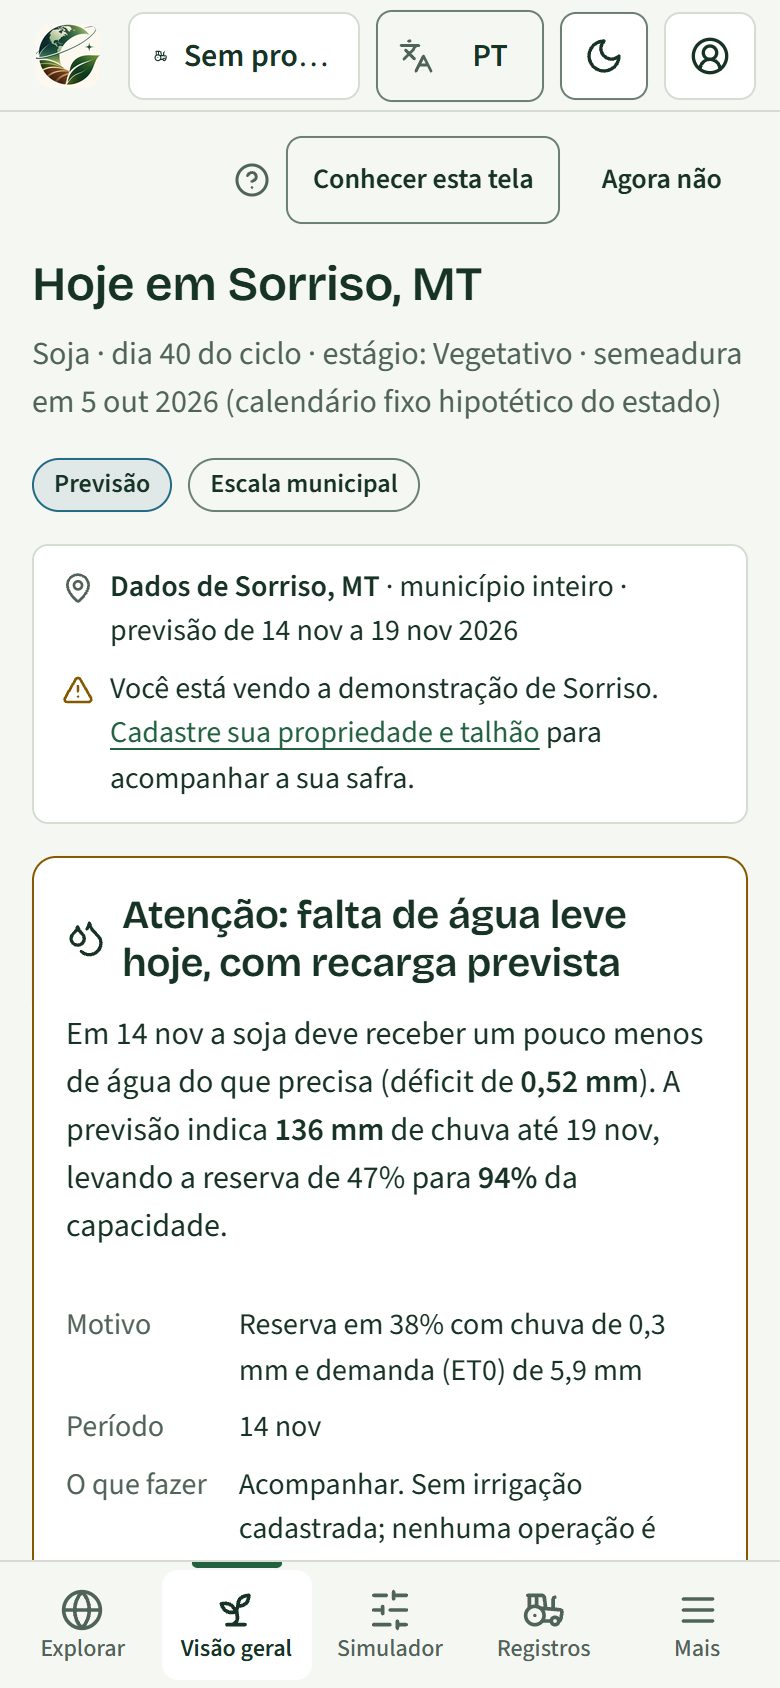 Sem pro...
PT
Conhecer esta tela
Agora não
Hoje em Sorriso, MT
Soja · dia 40 do ciclo · estágio: Vegetativo · semeadura
em 5 out 2026 (calendário fixo hipotético do estado)
Previsão
Escala municipal
Dados de Sorriso, MT · município inteiro ·
previsão de 14 nov a 19 nov 2026
Você está vendo a demonstração de Sorriso.
Cadastre sua propriedade e talhão para
acompanhar a sua safra.
Atenção: falta de água leve
hoje, com recarga prevista
Em 14 nov a soja deve receber um pouco menos
de água do que precisa (déficit de 0,52 mm). A
previsão indica 136 mm de chuva até 19 nov,
levando a reserva de 47% para 94% da
capacidade.
Motivo
Reserva em 38% com chuva de 0,3
mm e demanda (ET0) de 5,9 mm
Período
14 nov
O que fazer
Acompanhar. Sem irrigação
cadastrada; nenhuma operação é
Explorar
Visão geral
Simulador
Registros
Mais